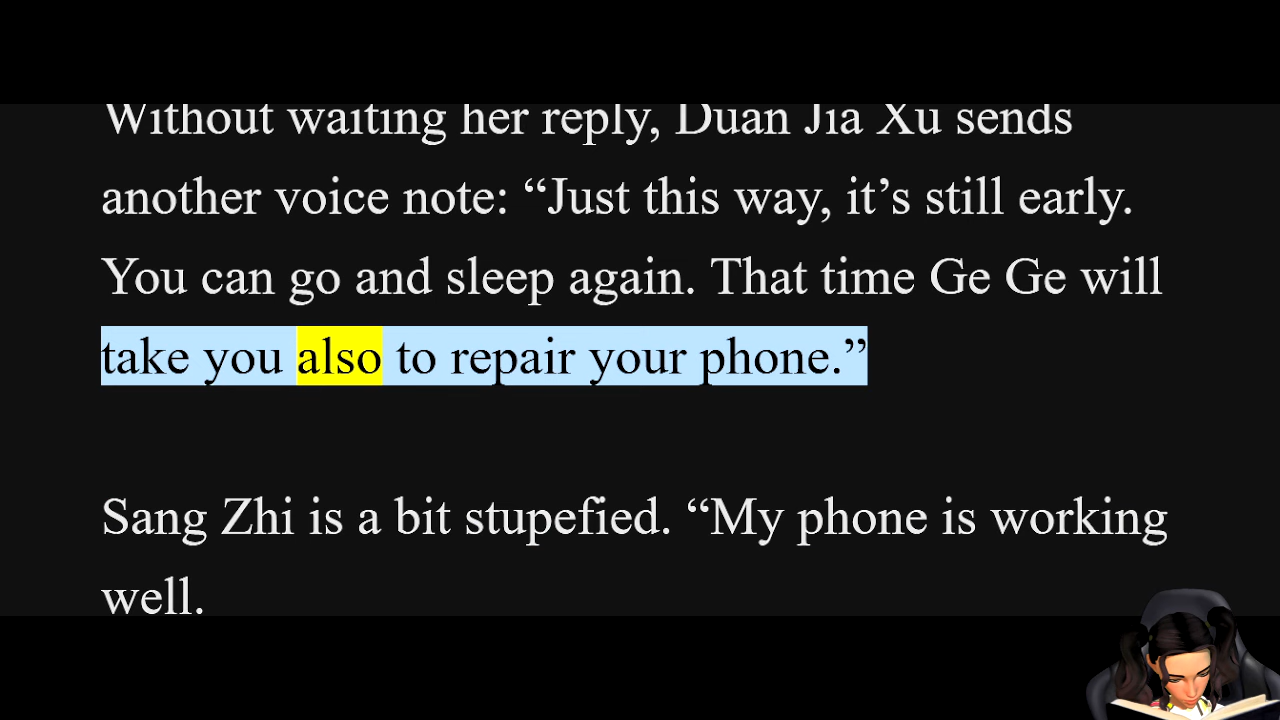 Without waiting her reply, Duan Jia Xu sends
another voice note: “Just this way, it’s still early.
You can go and sleep again. That time Ge Ge will
take you also to repair your phone.”
Sang Zhi is a bit stupefied. “My phone is working
well.